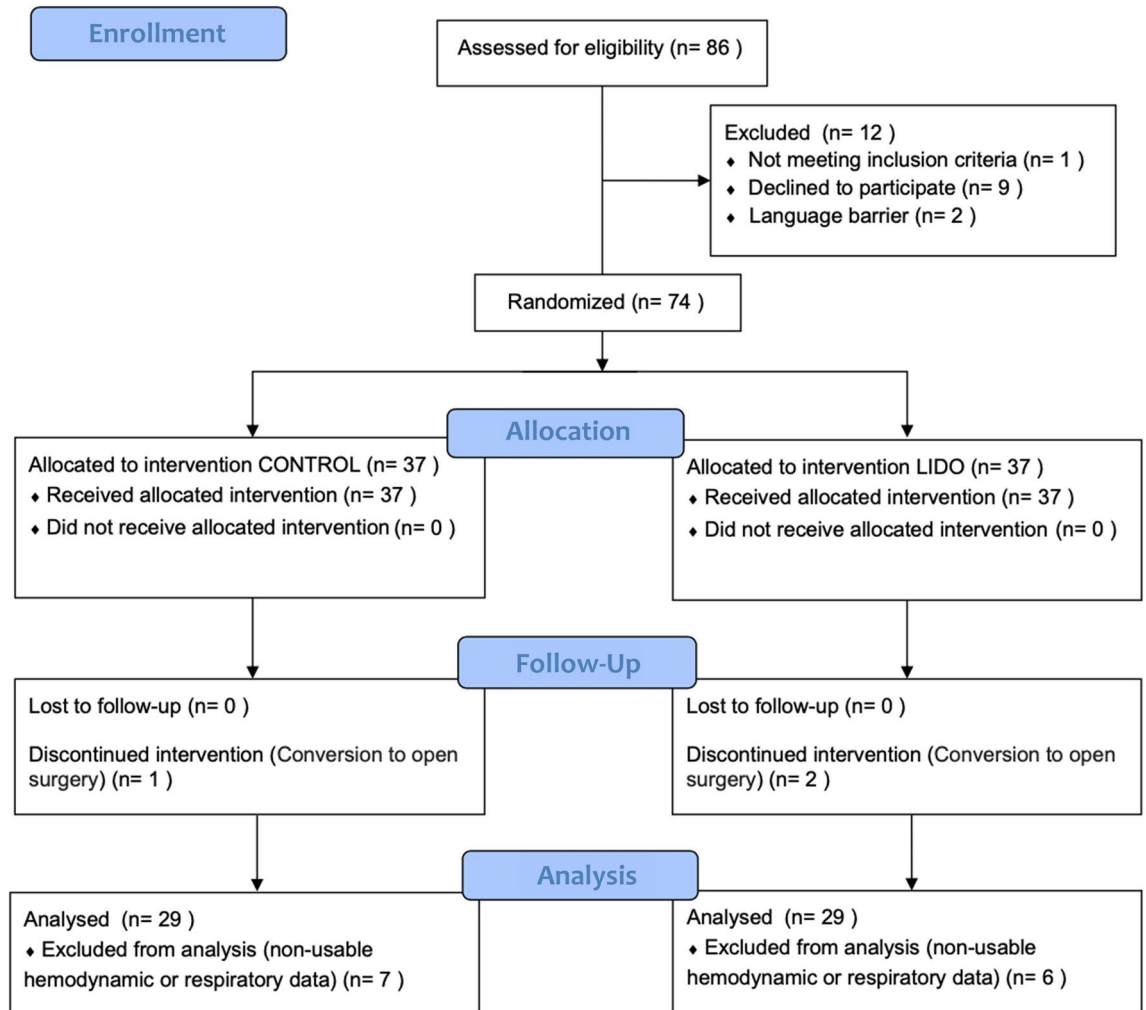 Enrollment
Assessed for eligibility (n= 86 )
Excluded (n= 12 )
♦ Not meeting inclusion criteria (n= 1 )
♦ Declined to participate (n= 9 )
♦ Language barrier (n= 2 )
Randomized (n= 74 )
Allocation
Allocated to intervention CONTROL (n= 37 )
♦ Received allocated intervention (n= 37 )
♦ Did not receive allocated intervention (n= 0 )
Allocated to intervention LIDO (n= 37 )
♦ Received allocated intervention (n= 37 )
♦ Did not receive allocated intervention (n= 0 )
Follow-Up
Lost to follow-up (n= 0 )
Discontinued intervention (Conversion to open
surgery) (n= 1 )
Lost to follow-up (n= 0 )
Discontinued intervention (Conversion to open
surgery) (n= 2 )
Analysis
Analysed (n= 29 )
♦ Excluded from analysis (non-usable
hemodynamic or respiratory data) (n= 7 )
Analysed (n= 29 )
♦ Excluded from analysis (non-usable
hemodynamic or respiratory data) (n= 6 )